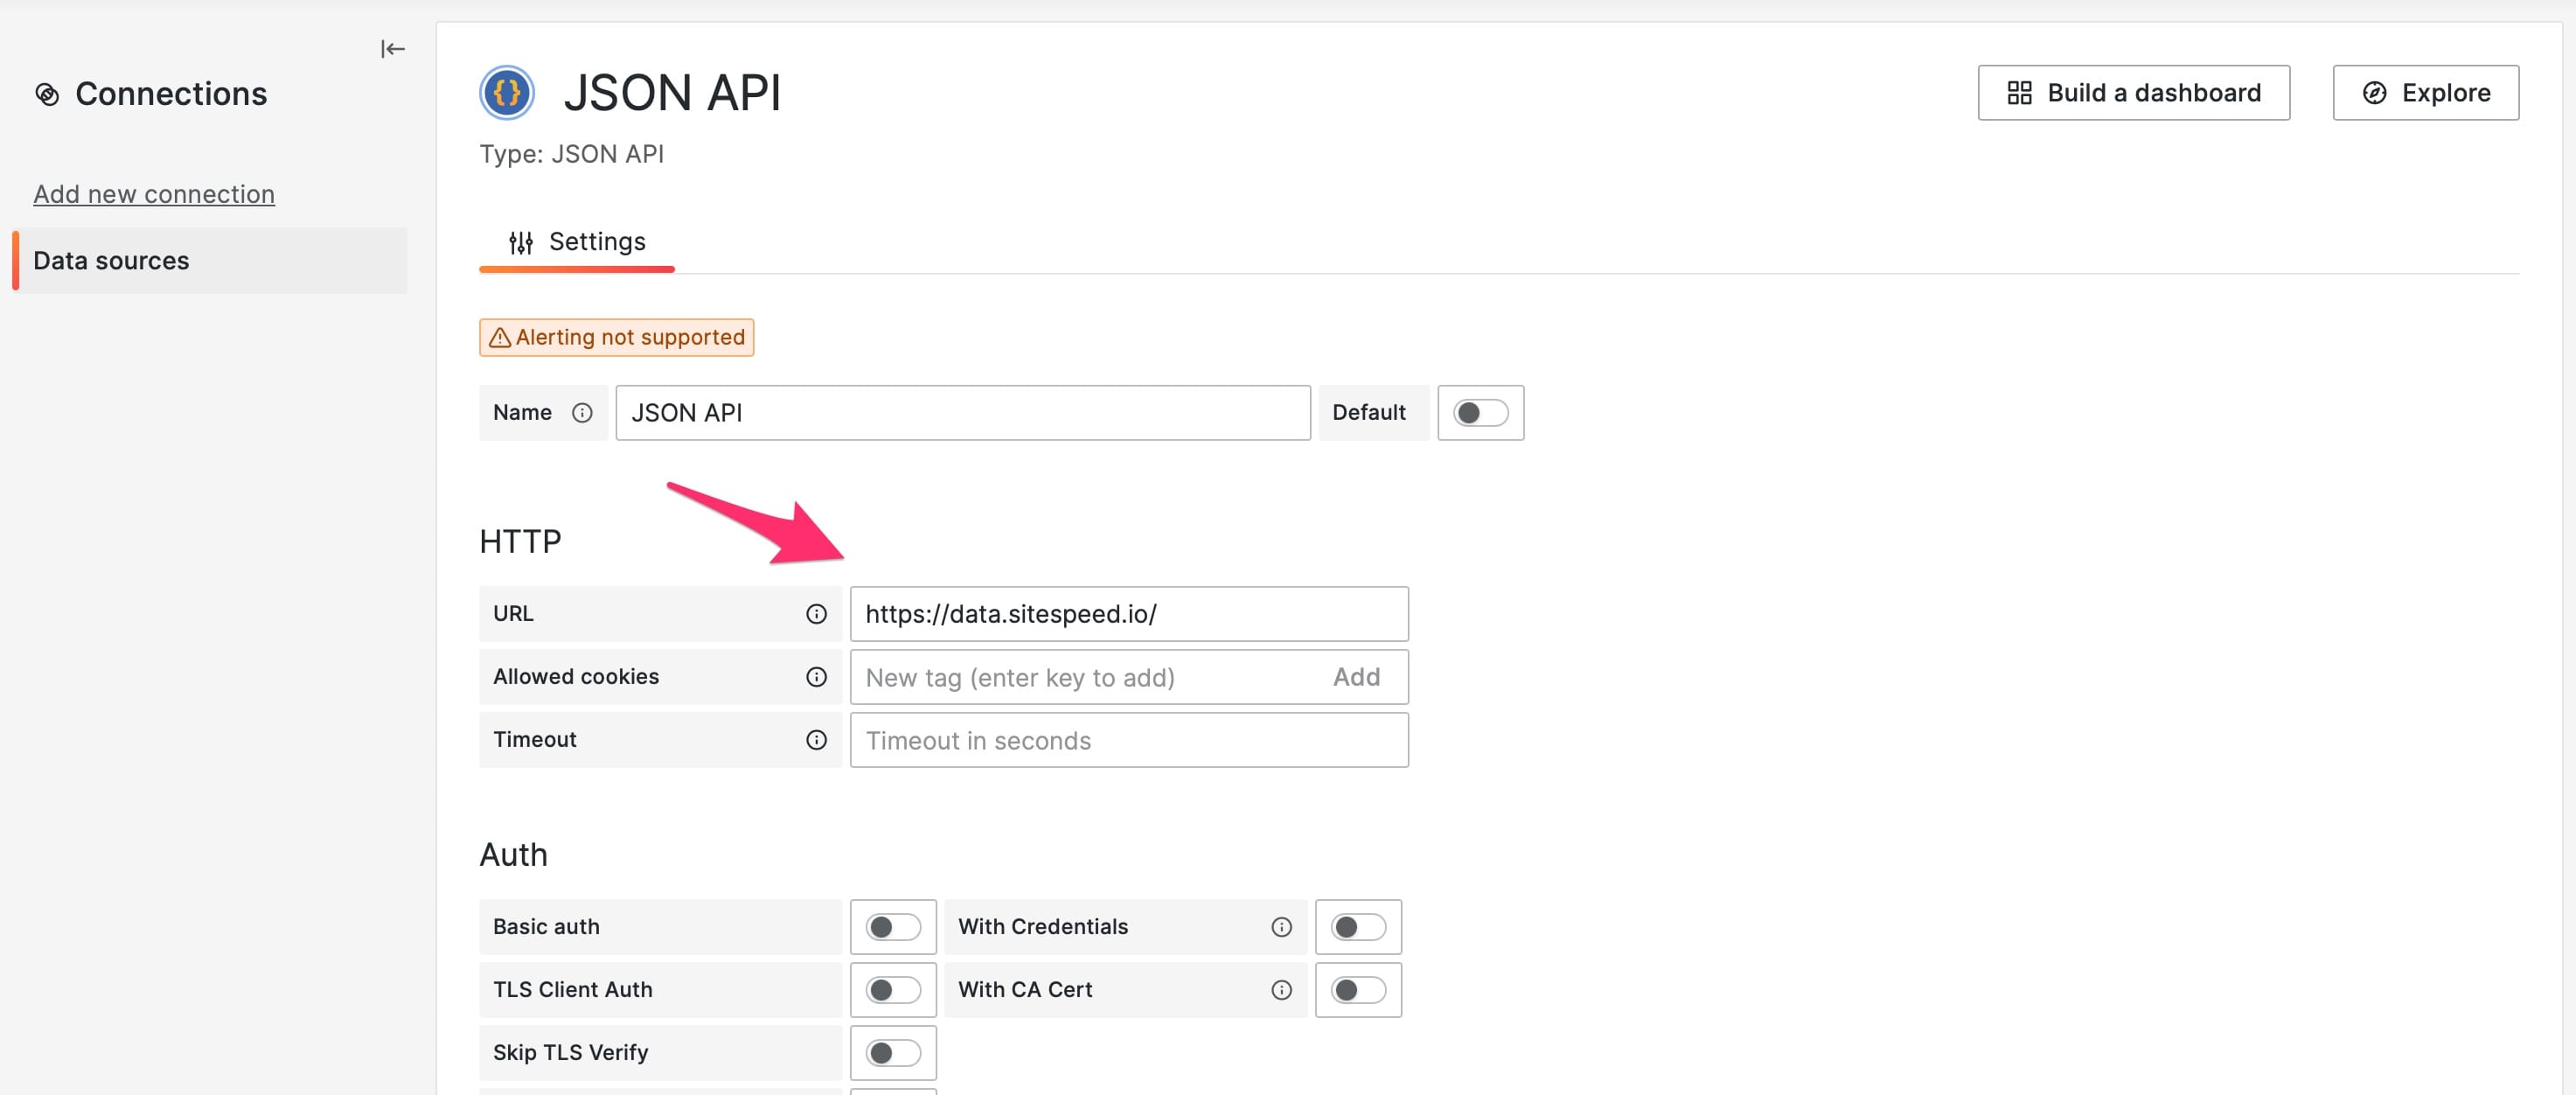 Connections
Add new connection
Data sources
{} JSON API
Build a dashboard
Explore
Type: JSON API
Settings
Alerting not supported
Name
JSON API
Default
HTTP
URL
https://data.sitespeed.io/
Allowed cookies
New tag (enter key to add)
Add
Timeout
Timeout in seconds
Auth
Basic auth
With Credentials
TLS Client Auth
With CA Cert
Skip TLS Verify